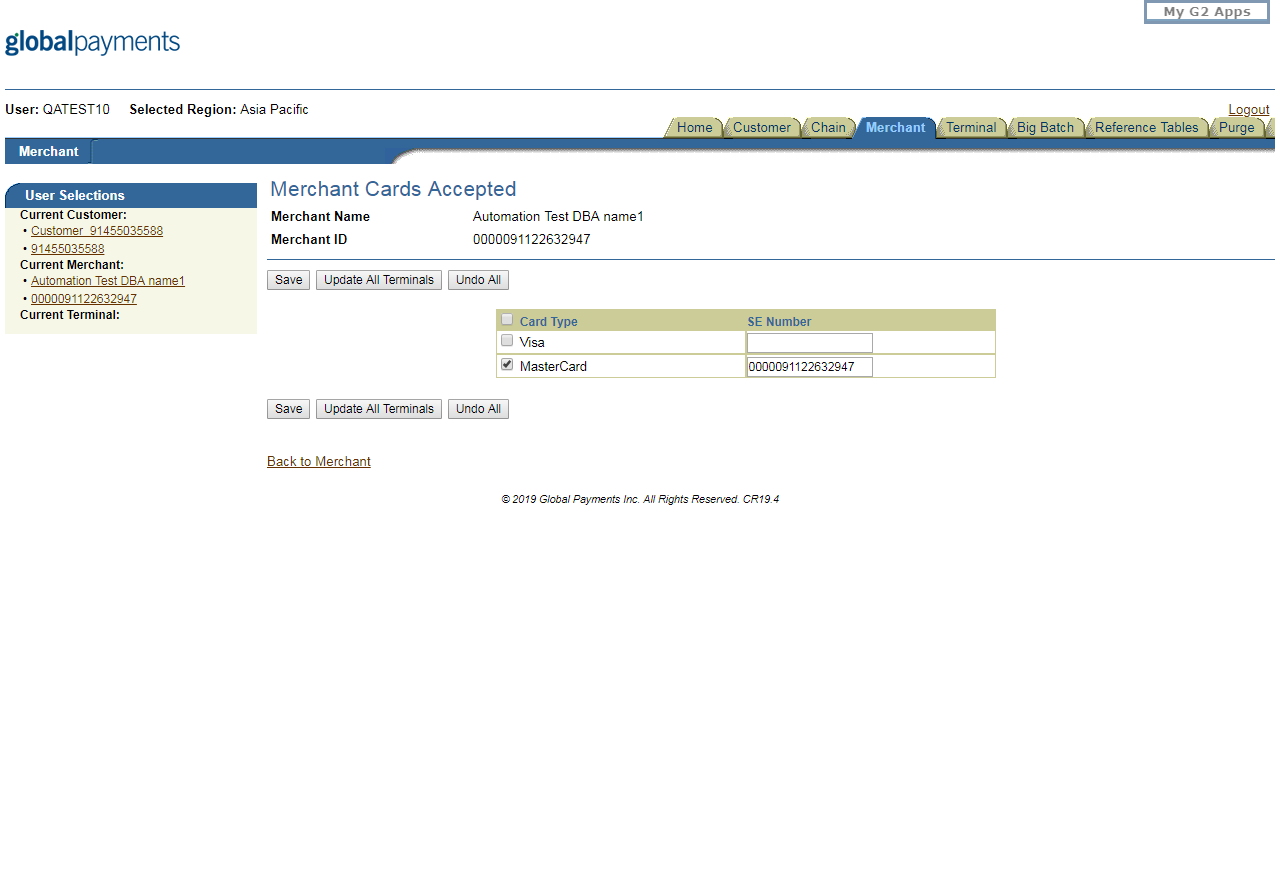 My G2 Apps
globalpayments
User: QATEST10 Selected Region: Asia Pacific
Logout
Home Customer Chain Merchant Terminal Big Batch Reference Tables Purge
Merchant
User Selections
Current Customer:
• Customer_91455035588
• 91455035588
Current Merchant:
• Automation Test DBA name1
• 0000091122632947
Current Terminal:
Merchant Cards Accepted
Merchant Name Automation Test DBA name1
Merchant ID 0000091122632947
Save Update All Terminals Undo All
Card Type SE Number
Visa
MasterCard 0000091122632947
Save Update All Terminals Undo All
Back to Merchant
© 2019 Global Payments Inc. All Rights Reserved. CR19.4